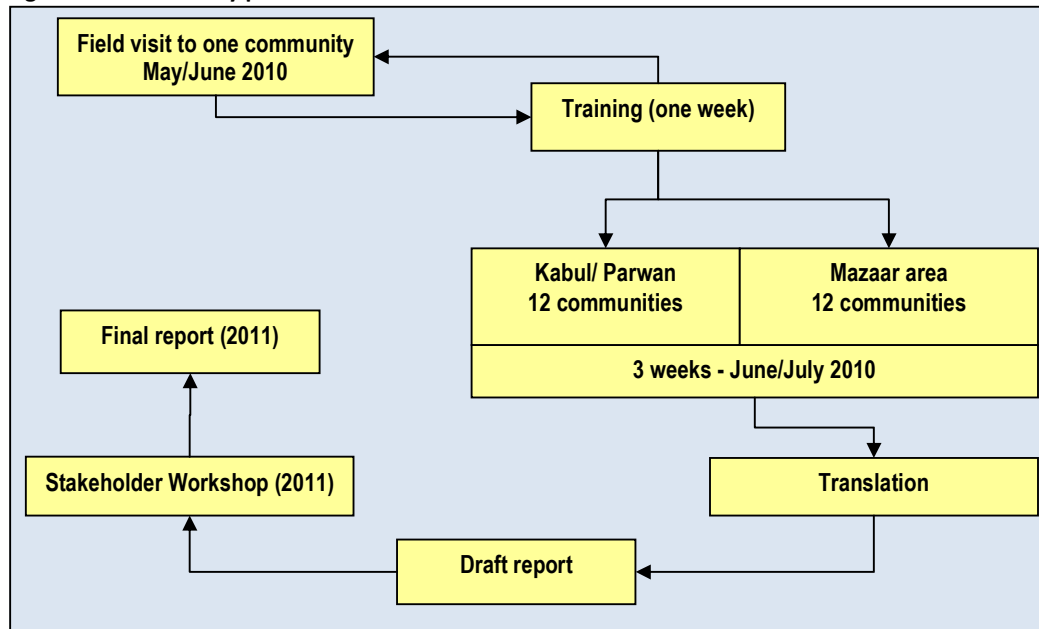 Field visit to one community
May/June 2010
Training (one week)
Kabul/ Parwan
12 communities
Mazaar area
12 communities
3 weeks - June/July 2010
Final report (2011)
Stakeholder Workshop (2011)
Translation
Draft report